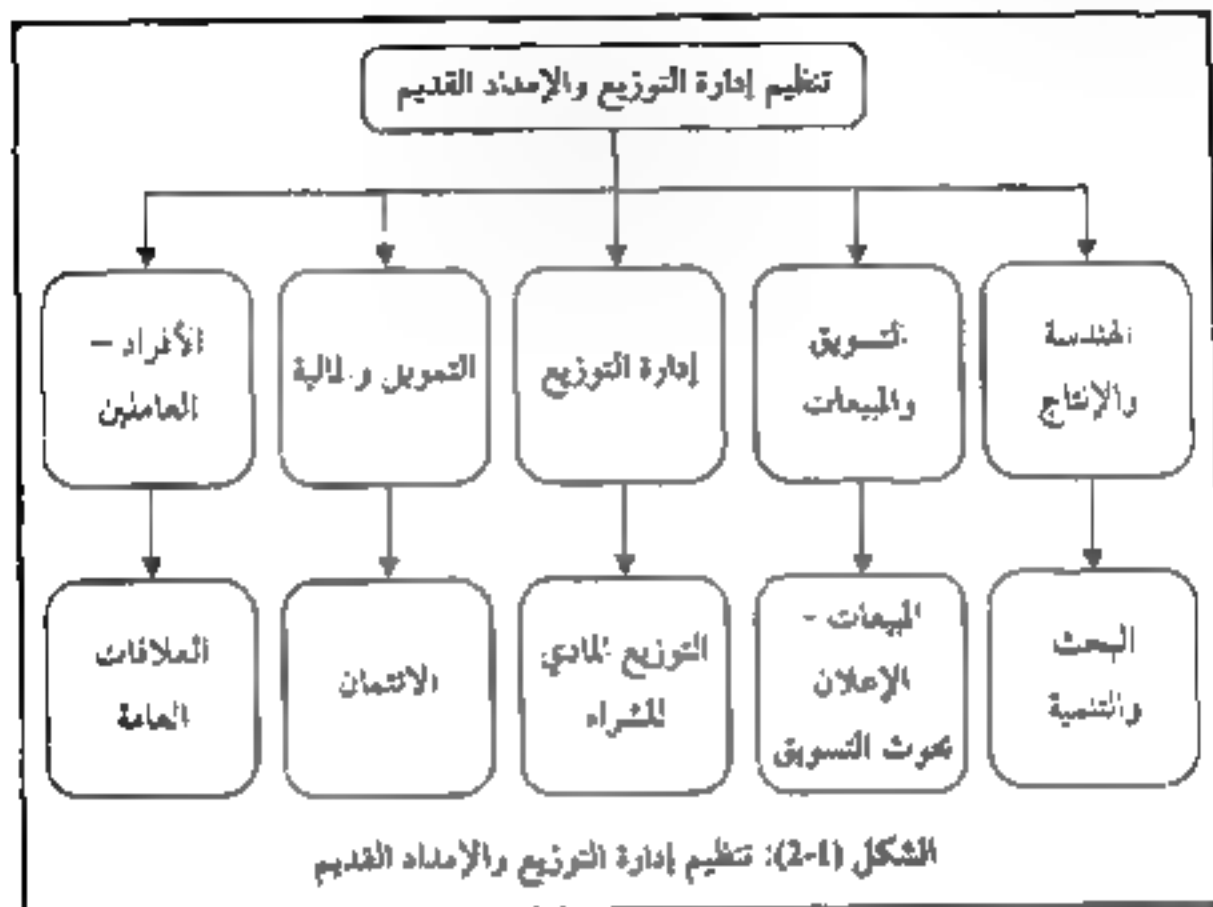 تنظيم إدارة التوزيع والإمداد القديم
الهندسة
والإنتاج
التسويق
والمبيعات
إدارة التوزيع
التمويل والمالية
الأفراد –
العاملين
البحث
والتنمية
المبيعات -
الإعلان
بحوث التسويق
التوزيع المادي
للشراء
الائتمان
العلاقات
العامة
الشكل (1-2): تنظيم إدارة التوزيع والإمداد القديم